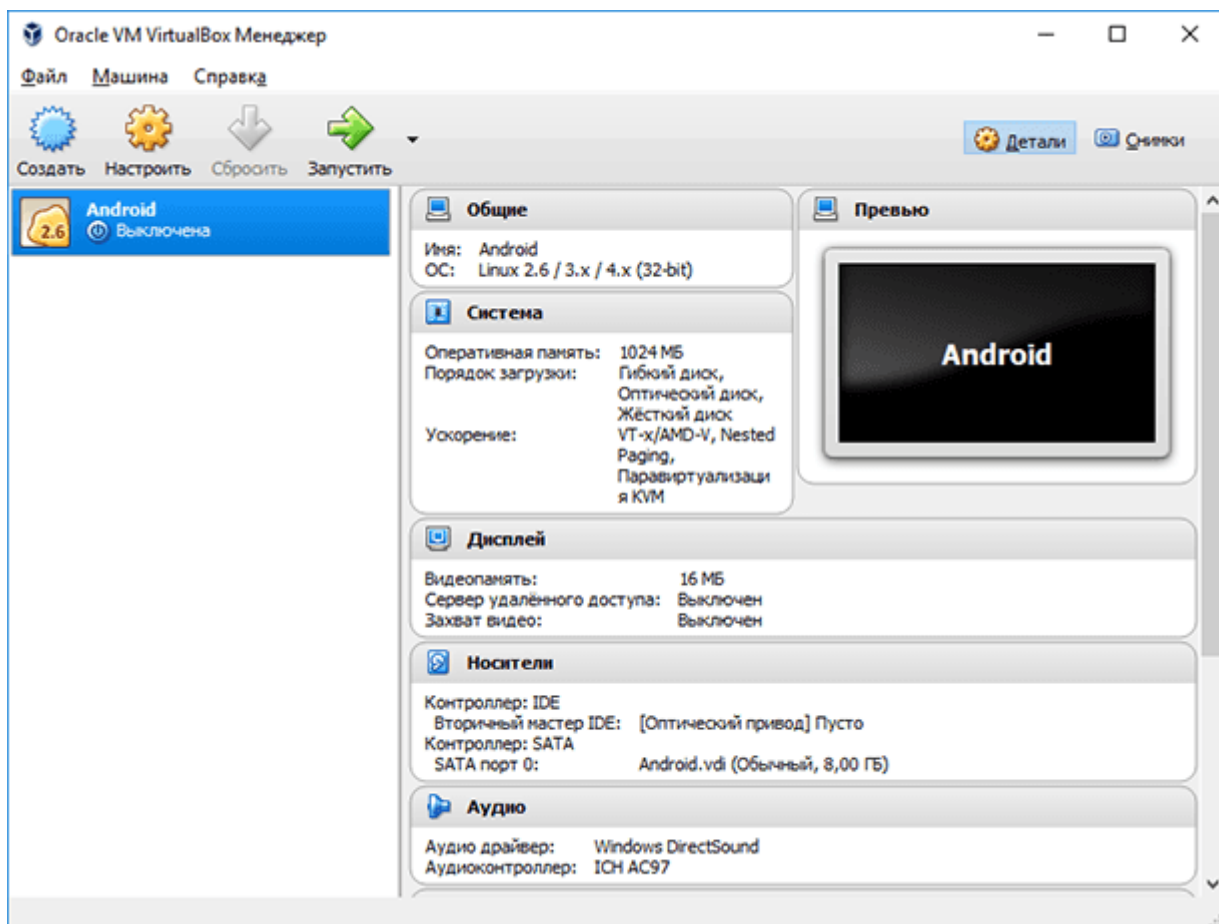 Oracle VM VirtualBox Менеджер
Файл Машина Справка
Создать Настроить Сбросить Запустить
Детали Снимки
Android
2.6
Выключена
Общие
Имя: Android
ОС: Linux 2.6 / 3.x / 4.x (32-bit)
Превью
Android
Система
Оперативная память: 1024 МБ
Порядок загрузки: Гибкий диск,
Оптический диск,
Жёсткий диск
Ускорение: VT-x/AMD-V, Nested
Paging,
Паравиртуализаци
я KVM
Дисплей
Видеопамять: 16 МБ
Сервер удалённого доступа: Выключен
Захват видео: Выключен
Носители
Контроллер: IDE
Вторичный мастер IDE: [Оптический привод] Пусто
Контроллер: SATA
SATA порт 0: Android.vdi (Обычный, 8,00 ГБ)
Аудио
Аудио драйвер: Windows DirectSound
Аудиоконтроллер: ICH AC97